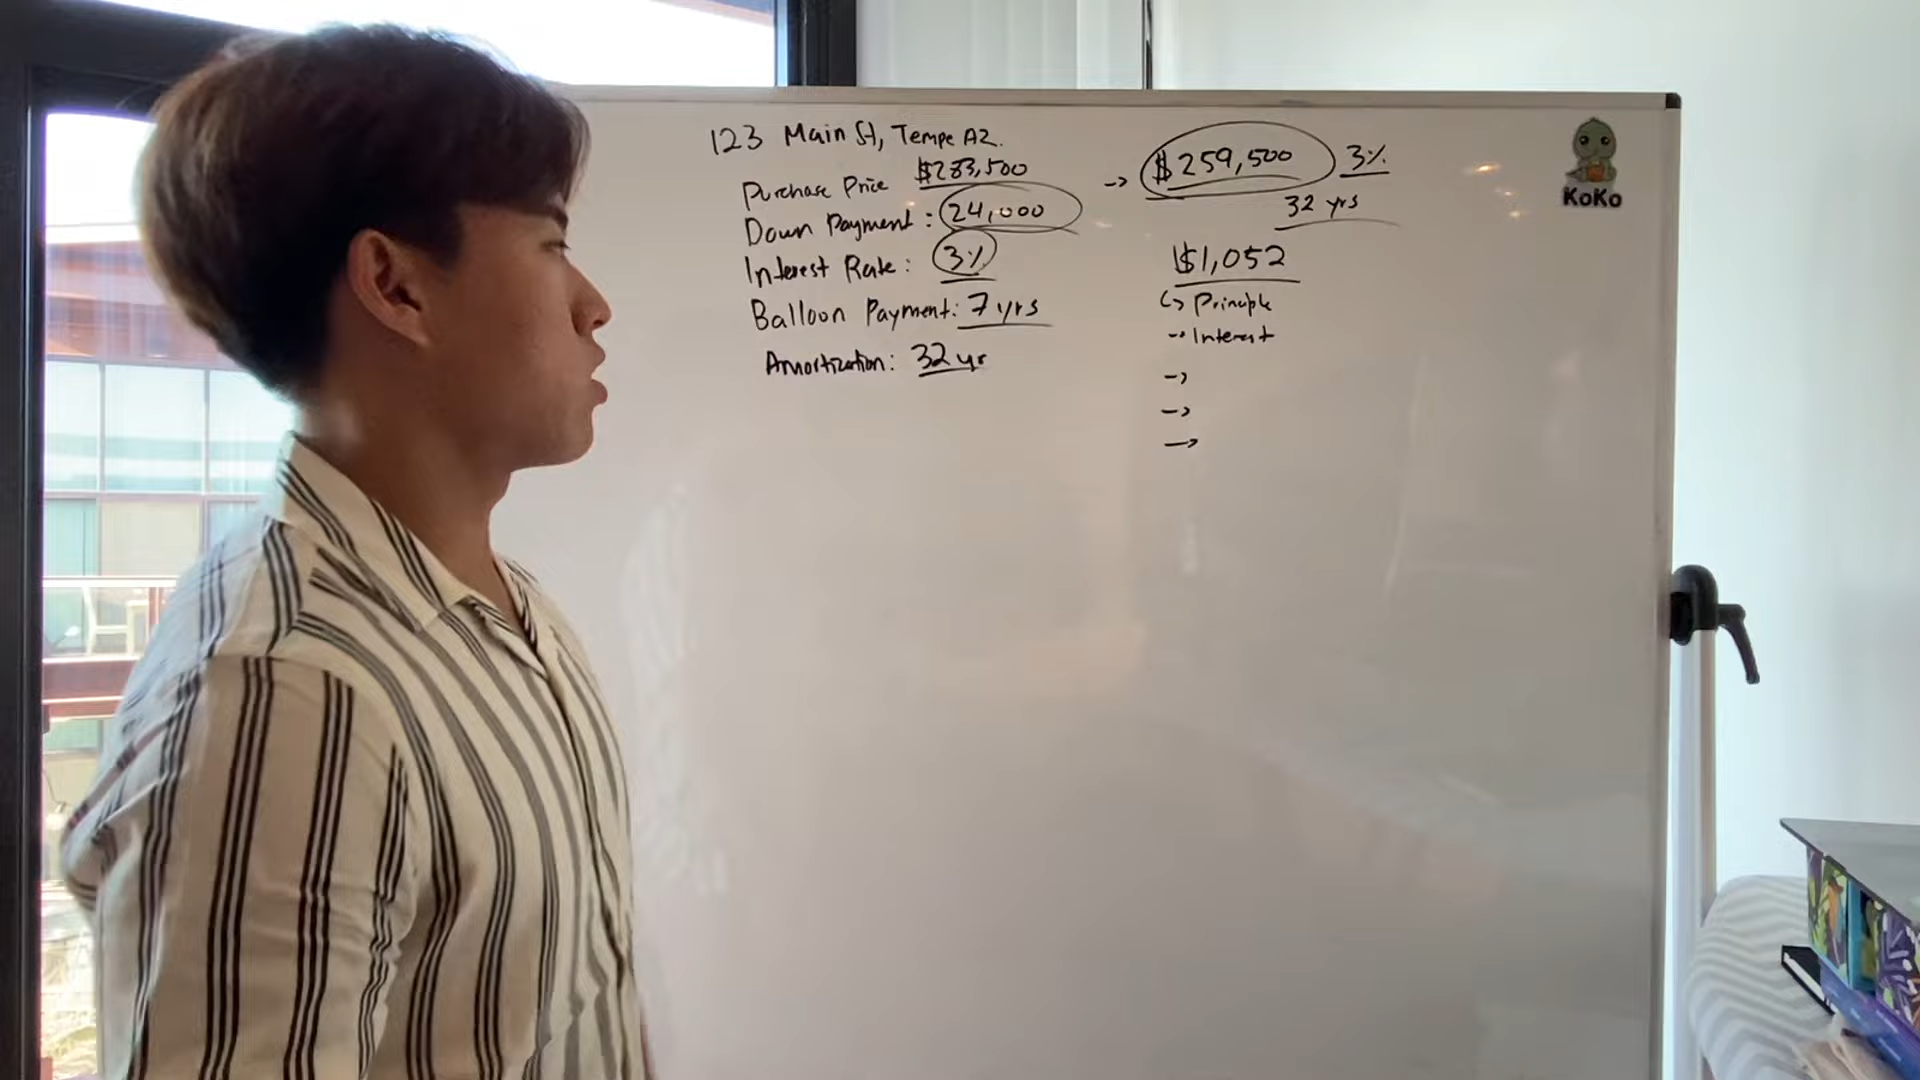 123 Main St, Tempe AZ.
Purchase Price $283,500
Down Payment: 24,000
Interest Rate: 3%
Balloon Payment: 7 yrs
Amortization: 32 yr
-> $259,500 3%
32 yrs
$1,052
↳ Principle
-> Interest
->
->
->
KoKo